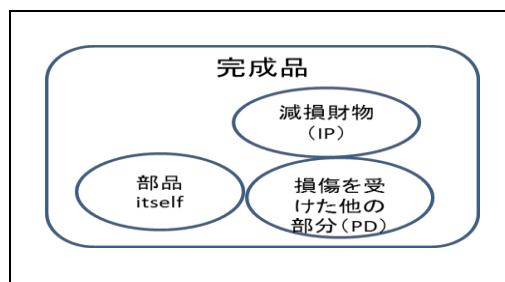 完成品
減損財物
(IP)
部品
itself
損傷を受
けた他の
部分(PD)